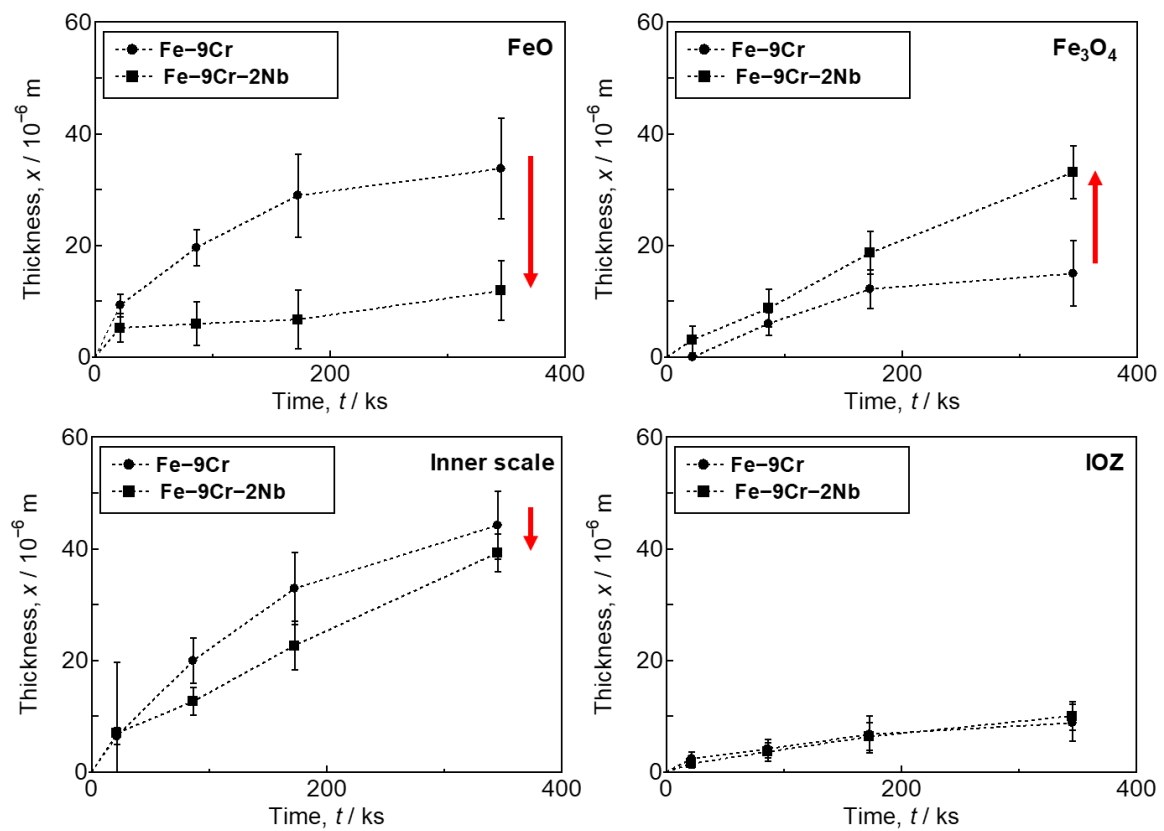 60
40
20
0
Thickness, x / 10⁻⁶ m
Fe−9Cr
Fe−9Cr−2Nb
FeO
0 200 400
Time, t / ks
60
40
20
0
Thickness, x / 10⁻⁶ m
Fe−9Cr
Fe−9Cr−2Nb
Fe₃O₄
0 200 400
Time, t / ks
60
40
20
0
Thickness, x / 10⁻⁶ m
Fe−9Cr
Fe−9Cr−2Nb
Inner scale
0 200 400
Time, t / ks
60
40
20
0
Thickness, x / 10⁻⁶ m
Fe−9Cr
Fe−9Cr−2Nb
IOZ
0 200 400
Time, t / ks